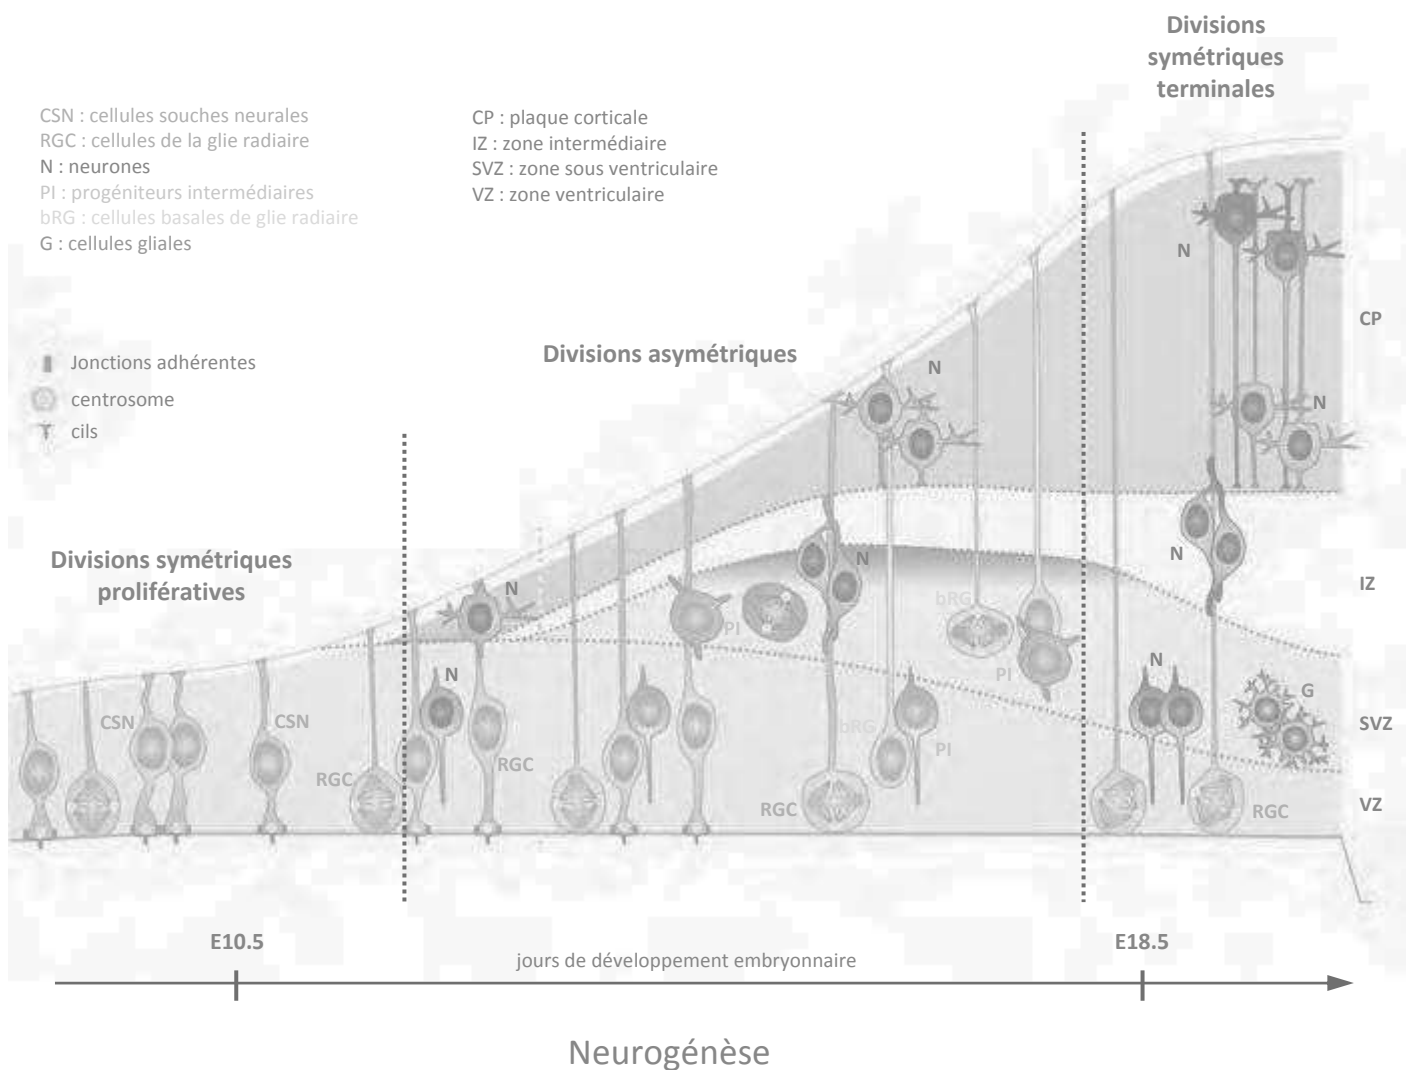 Divisions
symétriques
terminales
CSN : cellules souches neurales
RGC : cellules de la glie radiaire
N : neurones
PI : progéniteurs intermédiaires
bRG : cellules basales de glie radiaire
G : cellules gliales
CP : plaque corticale
IZ : zone intermédiaire
SVZ : zone sous ventriculaire
VZ : zone ventriculaire
Jonctions adhérentes
centrosome
cils
Divisions asymétriques
Divisions symétriques
prolifératives
N
CP
N
N
N
N
N
IZ
bRG
PI
PI
N
N
G
CSN
CSN
bRG
SVZ
PI
RGC
RGC
RGC
RGC
VZ
E10.5
E18.5
jours de développement embryonnaire
Neurogénèse